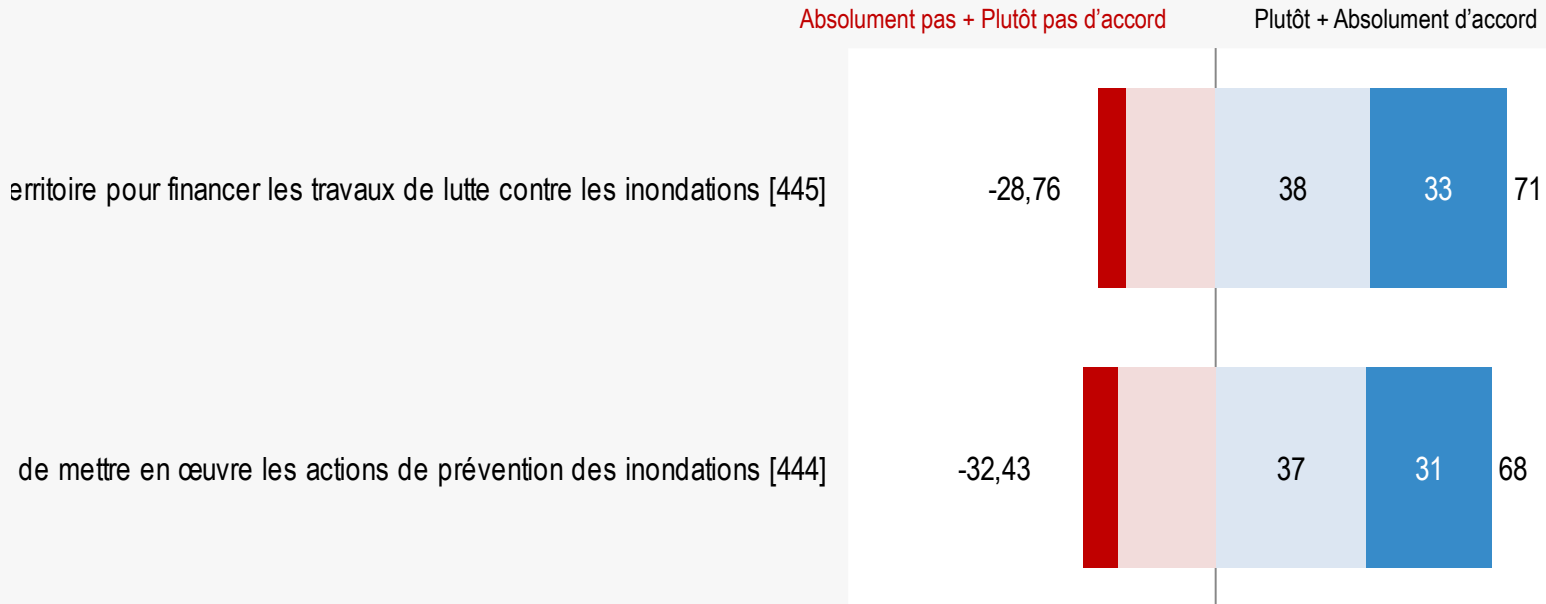 Absolument pas + Plutôt pas d’accord Plutôt + Absolument d’accord
erritoire pour financer les travaux de lutte contre les inondations [445] -28,76 38 33 71
de mettre en œuvre les actions de prévention des inondations [444] -32,43 37 31 68